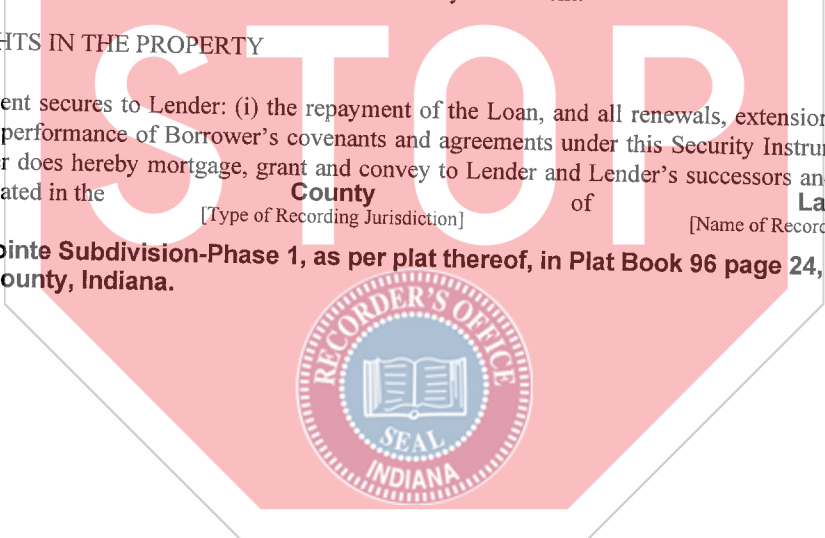 HTS IN THE PROPERTY
ent secures to Lender: (i) the repayment of the Loan, and all renewals, extension
performance of Borrower's covenants and agreements under this Security Instru
r does hereby mortgage, grant and convey to Lender and Lender's successors an
ated in the County of La
[Type of Recording Jurisdiction] [Name of Record
ointe Subdivision-Phase 1, as per plat thereof, in Plat Book 96 page 24,
ounty, Indiana.
STOP
RECORDER'S OFFICE
SEAL
INDIANA